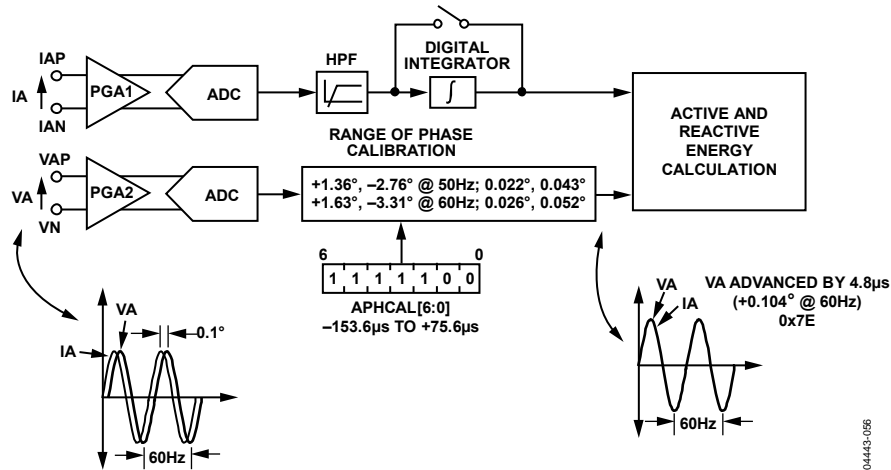 IAP
IA
IAN
PGA1
ADC
HPF
DIGITAL
INTEGRATOR
∫
ACTIVE AND
REACTIVE
ENERGY
CALCULATION
VAP
VA
VN
PGA2
ADC
RANGE OF PHASE
CALIBRATION
+1.36°, –2.76° @ 50Hz; 0.022°, 0.043°
+1.63°, –3.31° @ 60Hz; 0.026°, 0.052°
6 0
1 1 1 1 1 0 0
APHCAL[6:0]
–153.6µs TO +75.6µs
VA
IA
0.1°
60Hz
VA
IA
VA ADVANCED BY 4.8µs
(+0.104° @ 60Hz)
0x7E
60Hz
04443-056